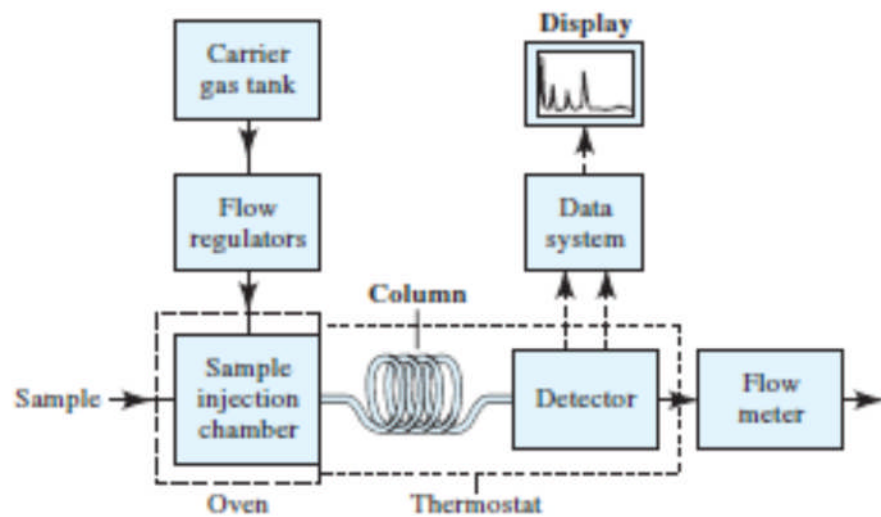 Display
Carrier
gas tank
Flow
regulators
Data
system
Column
Sample
Sample
injection
chamber
Detector
Flow
meter
Oven
Thermostat